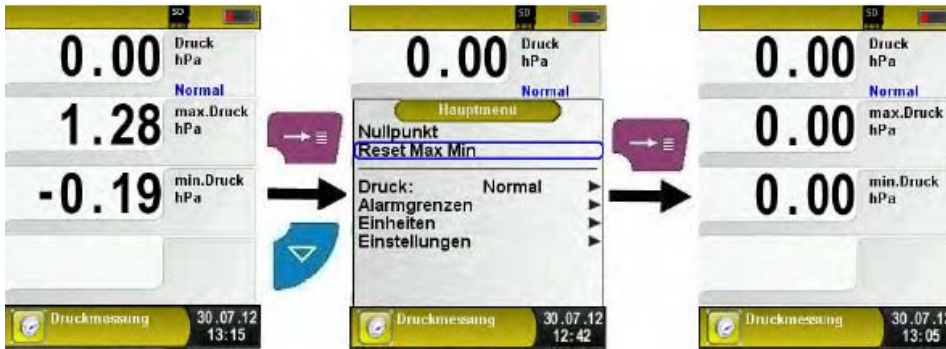 SD
0.00 Druck
hPa
Normal
1.28 max.Druck
hPa
-0.19 min.Druck
hPa
Druckmessung 30.07.12
13:15
SD
0.00 Druck
hPa
Normal
Hauptmenü
Nullpunkt
Reset Max Min
Druck: Normal
Alarmgrenzen
Einheiten
Einstellungen
Druckmessung 30.07.12
12:42
SD
0.00 Druck
hPa
Normal
0.00 max.Druck
hPa
0.00 min.Druck
hPa
Druckmessung 30.07.1
13:05